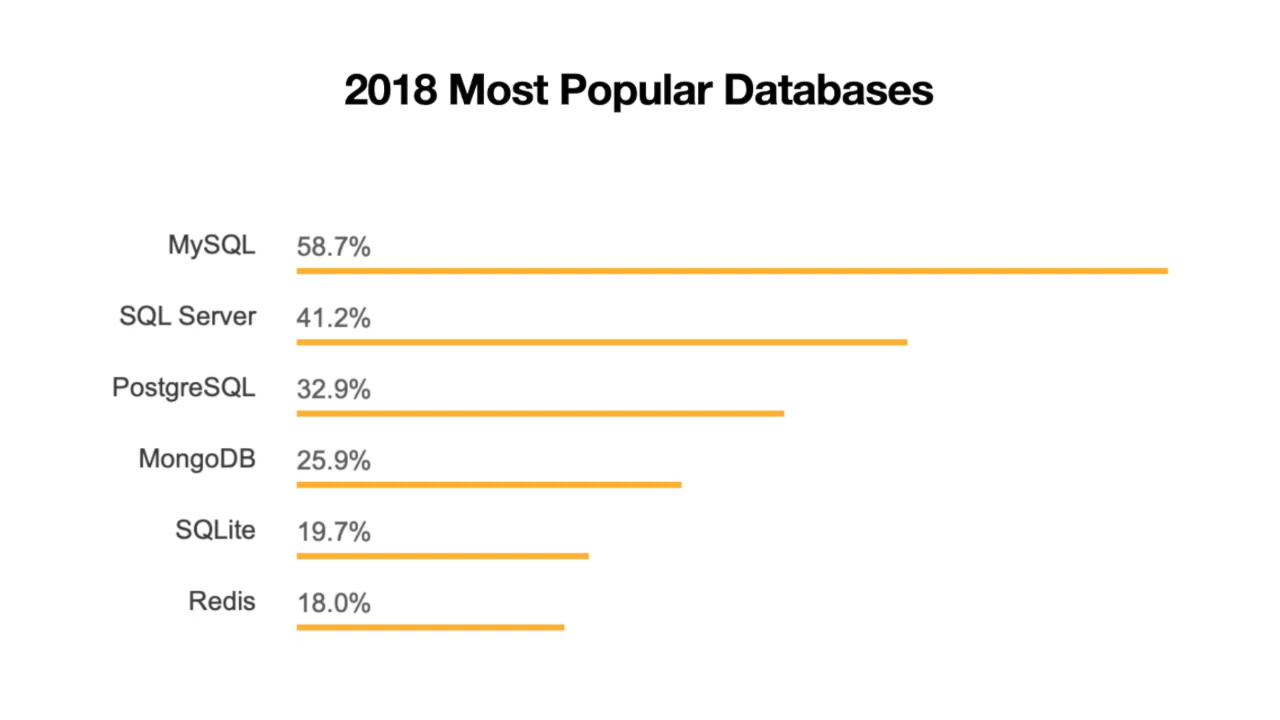 2018 Most Popular Databases
MySQL 58.7%
SQL Server 41.2%
PostgreSQL 32.9%
MongoDB 25.9%
SQLite 19.7%
Redis 18.0%